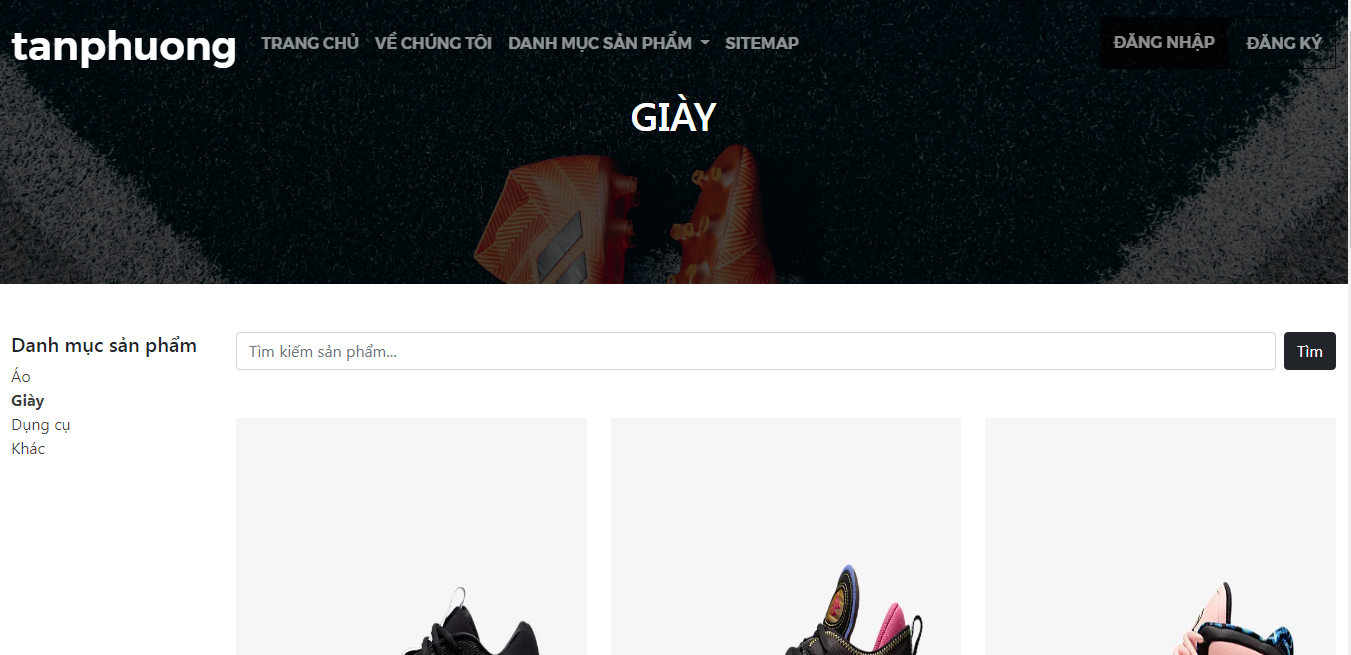 tanphuong TRANG CHỦ VỀ CHÚNG TÔI DANH MỤC SẢN PHẨM SITEMAP ĐĂNG NHẬP ĐĂNG KÝ
GIÀY
Danh mục sản phẩm
Áo
Giày
Dụng cụ
Khác
Tìm kiếm sản phẩm... Tìm